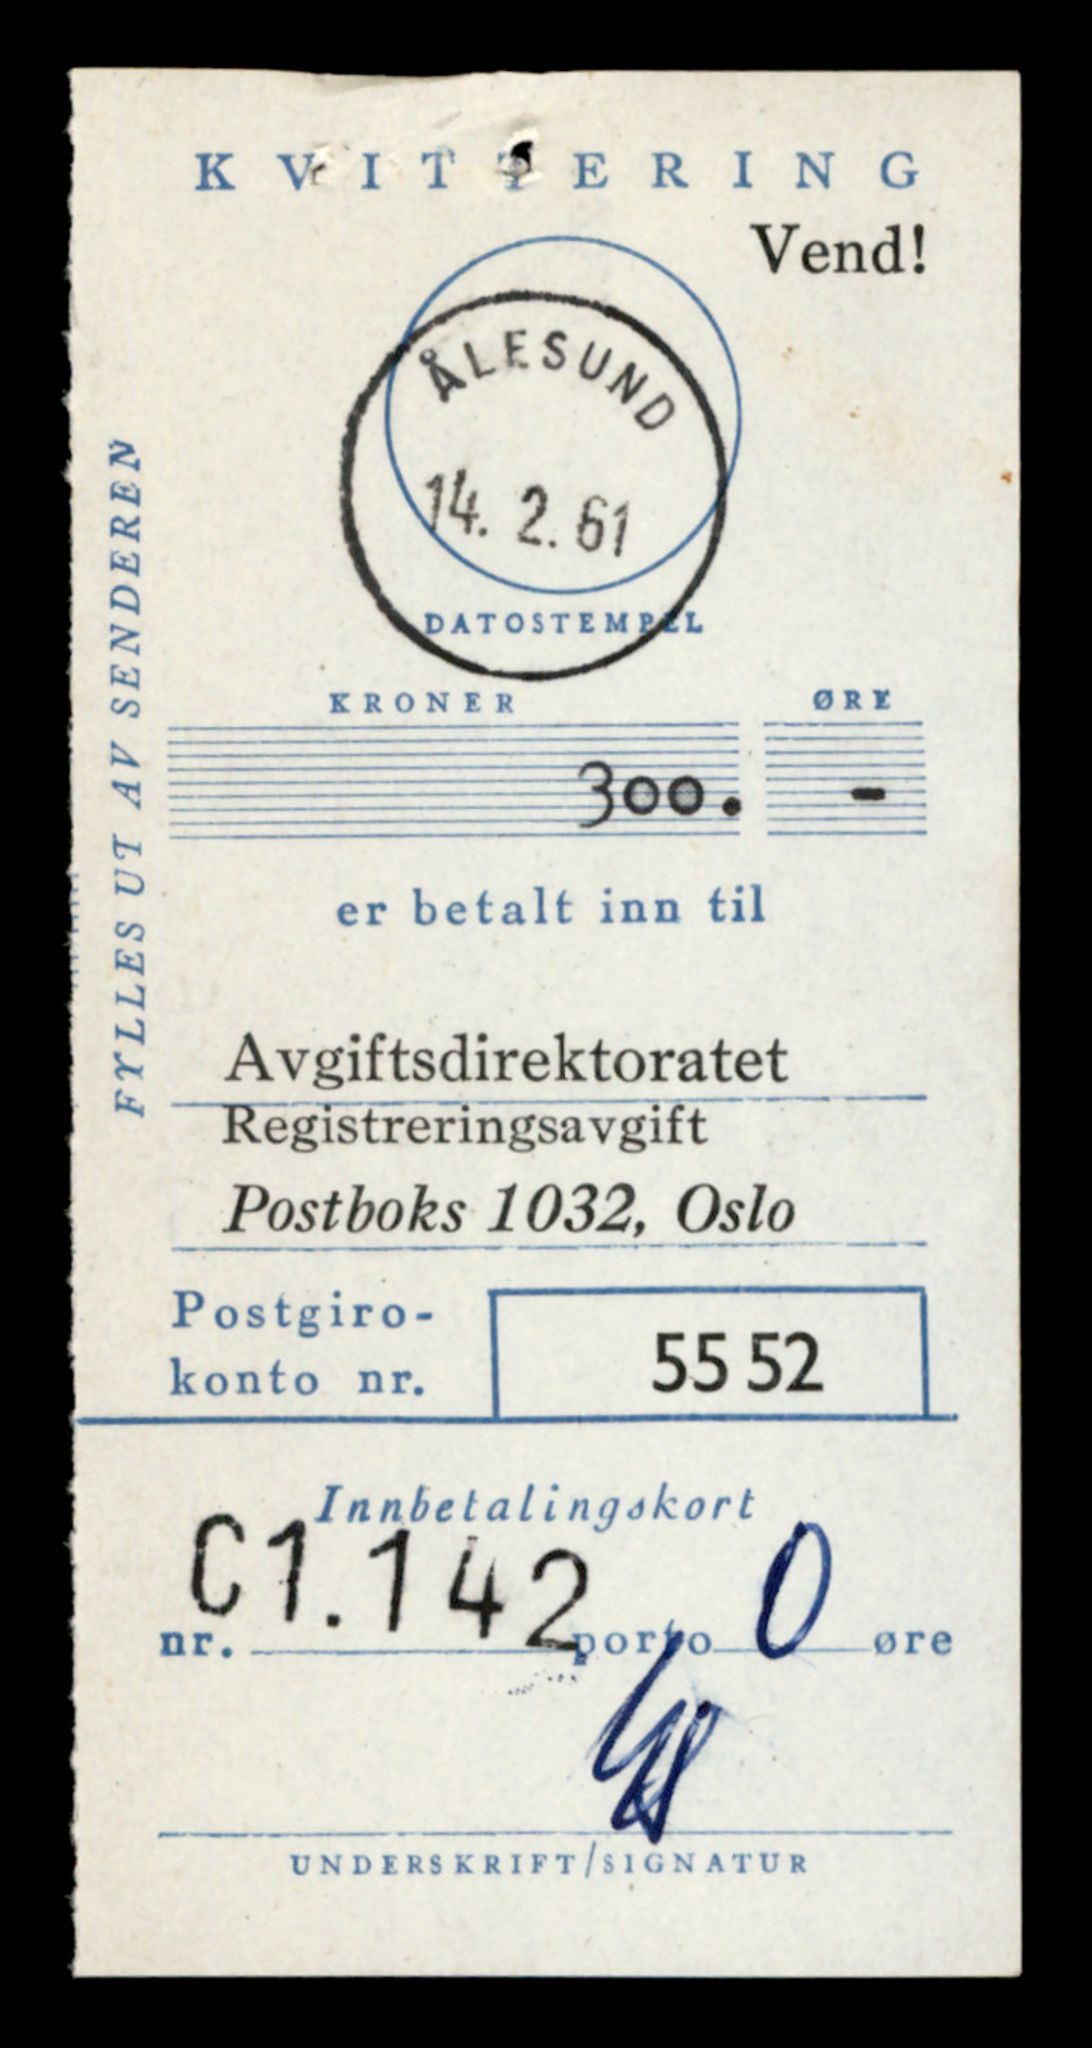 KVITTERING
Vend!
ÅLESUND
14. 2. 61
DATOSTEMPEL
FYLLES UT AV SENDEREN
KRONER ØRE
300. -
er betalt inn til
Avgiftsdirektoratet
Registreringsavgift
Postboks 1032, Oslo
Postgiro-
konto nr. 55 52
Innbetalingskort
nr. C1.142 porto 0 øre
UNDERSKRIFT/SIGNATUR